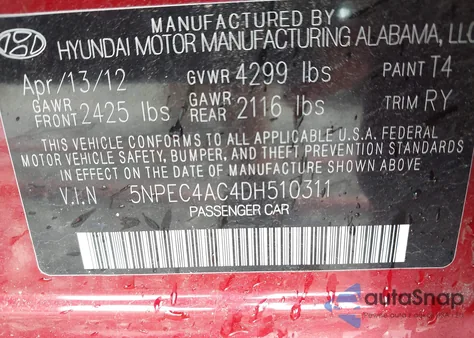 MANUFACTURED BY
HYUNDAI MOTOR MANUFACTURING ALABAMA, LLC
Apr/13/12 GVWR 4299 lbs PAINT T4
GAWR FRONT 2425 lbs GAWR REAR 2116 lbs TRIM RY
THIS VEHICLE CONFORMS TO ALL APPLICABLE FEDERAL
MOTOR VEHICLE SAFETY, BUMPER, AND THEFT PREVENTION STANDARDS
IN EFFECT ON THE DATE OF MANUFACTURE SHOWN ABOVE
V.I.N 5NPEC4AC4DH510311
PASSENGER CAR
autoSnap